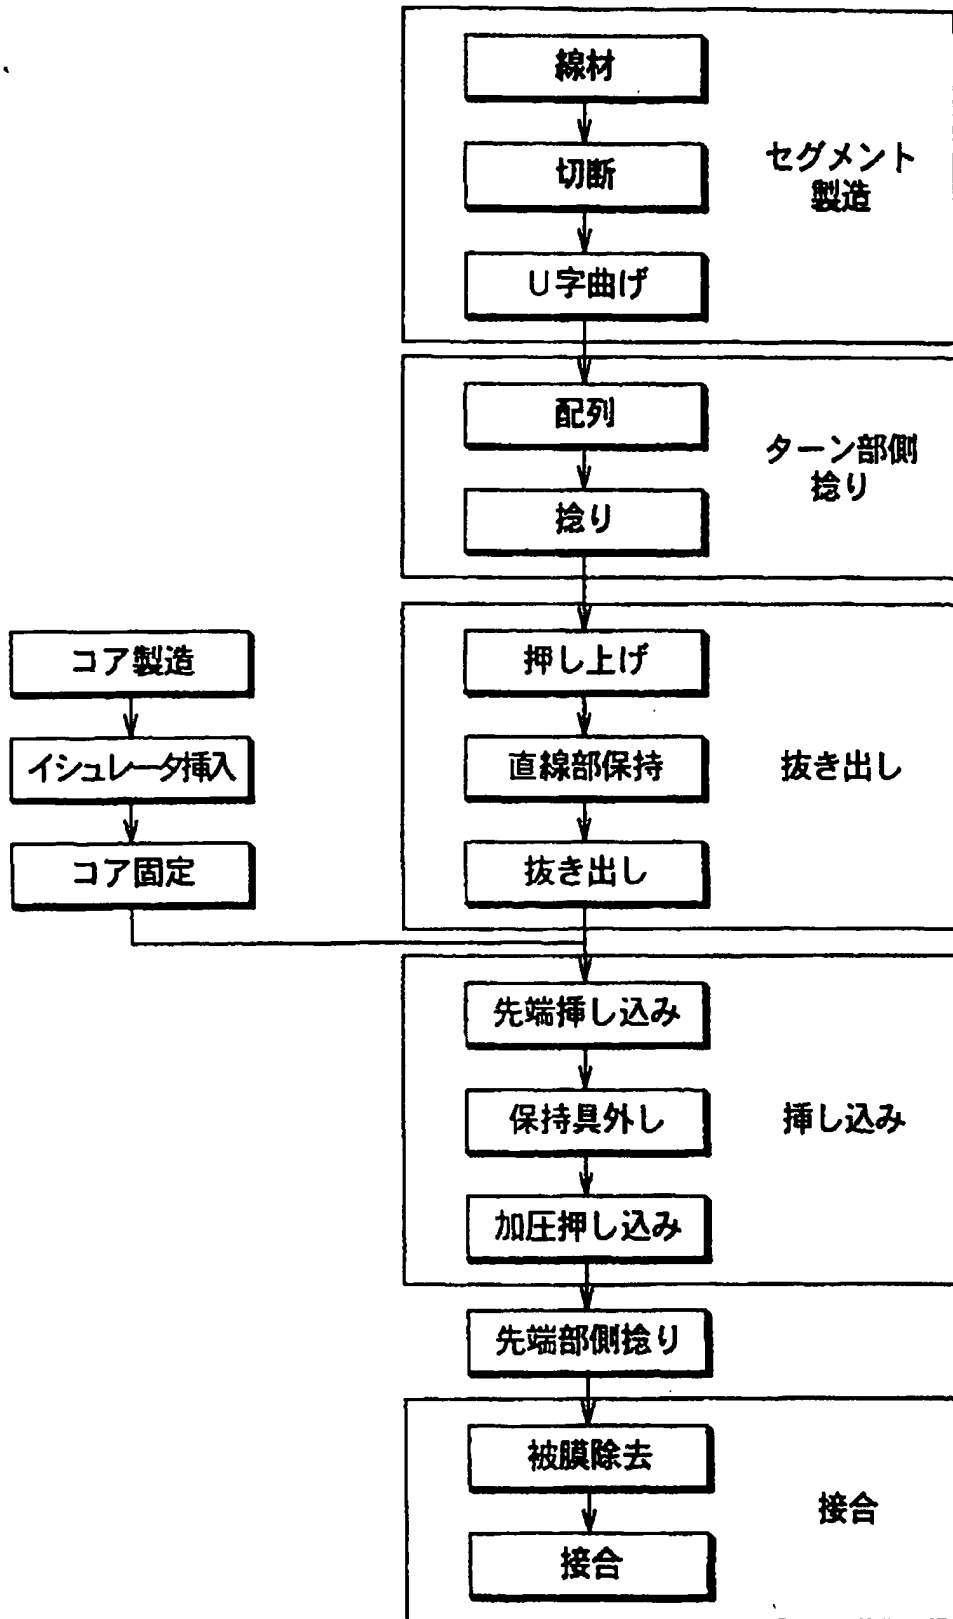 線材
切断
セグメント
製造
U字曲げ
配列
ターン部側
捻り
捻り
コア製造
押し上げ
イシュレータ挿入
直線部保持
抜き出し
コア固定
抜き出し
先端挿し込み
保持具外し
挿し込み
加圧押し込み
先端部側捻り
被膜除去
接合
接合